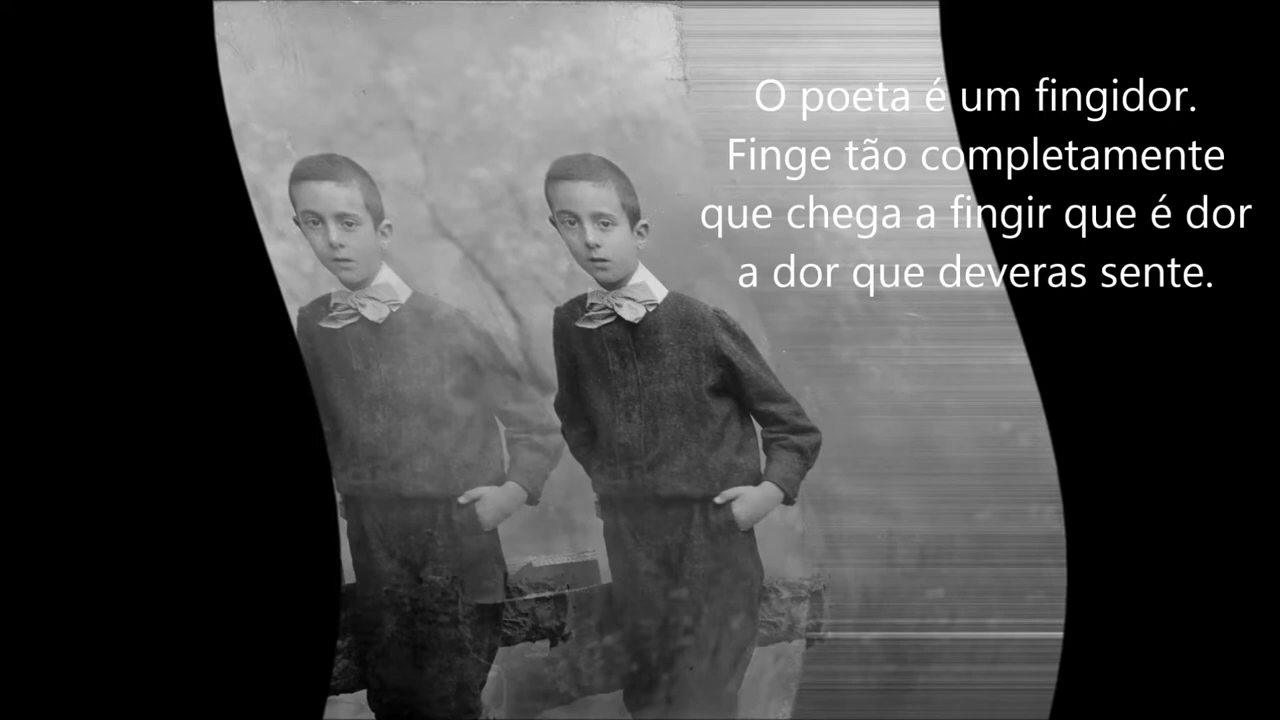 O poeta é um fingidor.
Finge tão completamente
que chega a fingir que é dor
a dor que deveras sente.